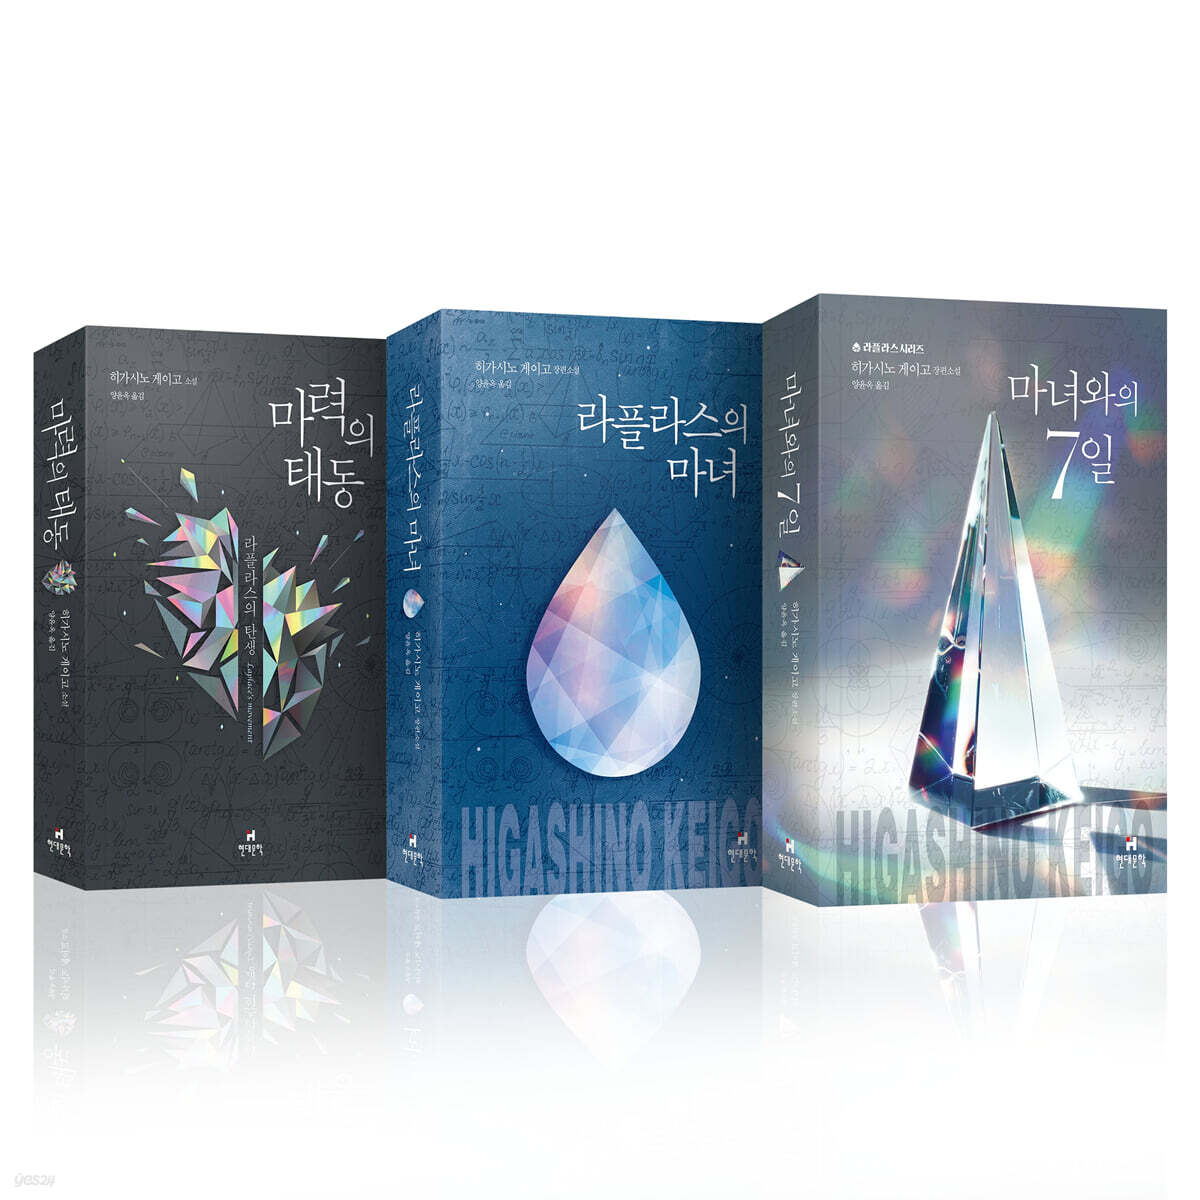 마력의 태동
히가시노 게이고 소설
양윤옥 옮김
현대문학
히가시노 게이고 소설
양윤옥 옮김
마력의
태동
라플라스의 탄생 Laplace's movement
현대문학
라플라스의 마녀
히가시노 게이고 장편소설
양윤옥 옮김
현대문학
히가시노 게이고 장편소설
양윤옥 옮김
라플라스의
마녀
HIGASHINO KEIGO
마녀와의 7일
히가시노 게이고 장편소설
양윤옥 옮김
현대문학
라플라스 시리즈
히가시노 게이고 장편소설
양윤옥 옮김
마녀와의
7일
HIGASHINO KEIGO
현대문학
yes24